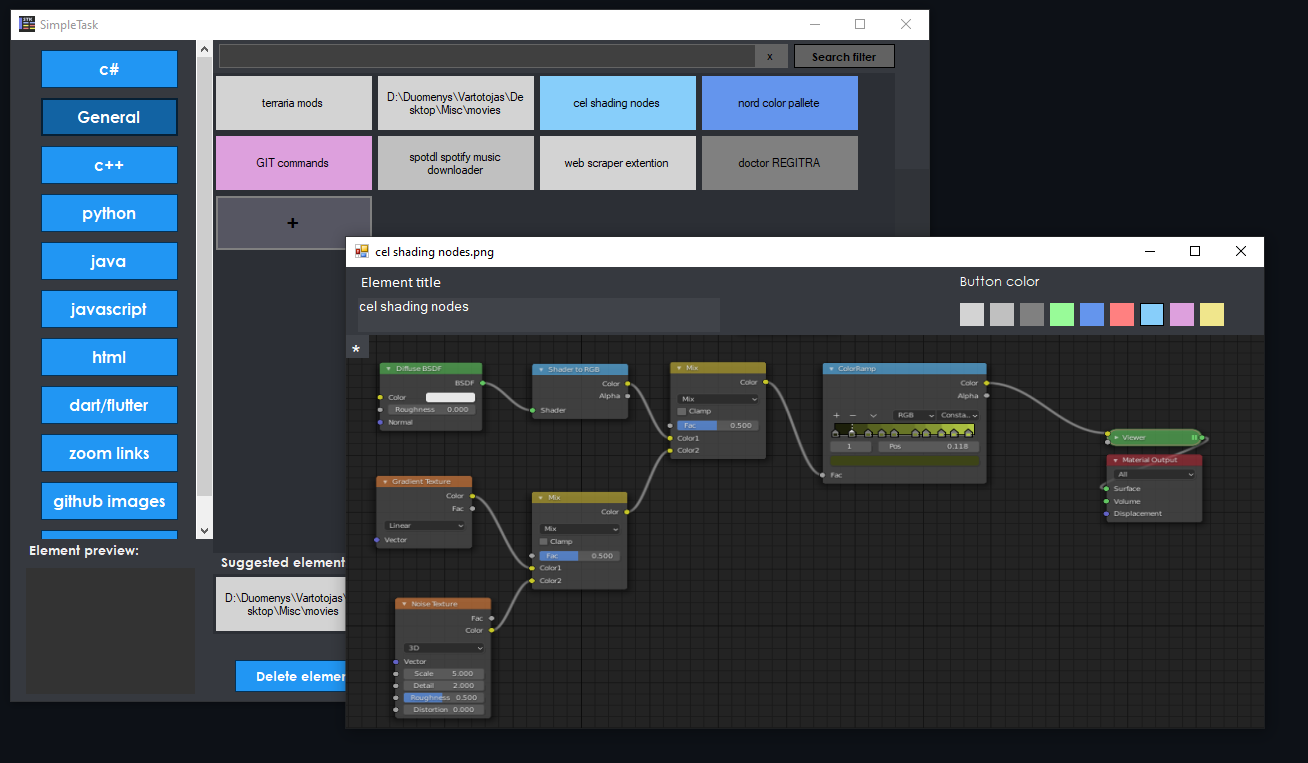 SimpleTask
c#
General
c++
python
java
javascript
html
dart/flutter
zoom links
github images
Element preview:
x
Search filter
terraria mods
D:\Duomenys\Vartotojas\De
sktop\Misc\movies
cel shading nodes
nord color pallete
GIT commands
spotdl spotify music
downloader
web scraper extention
doctor REGITRA
+
Suggested element
D:\Duomenys\Vartotojas\
sktop\Misc\movies
Delete elemen
cel shading nodes.png
Element title
cel shading nodes
Button color
*
Diffuse BSDF
BSDF
Color
Roughness 0.000
Normal
Shader to RGB
Color
Alpha
Shader
Mix
Color
Mix
Clamp
Fac 0.500
Color1
Color2
ColorRamp
Color
Alpha
+ −
RGB
Consta..
1
Pos 0.118
Fac
Viewer
Material Output
All
Surface
Volume
Displacement
Gradient Texture
Color
Fac
Linear
Vector
Mix
Color
Mix
Clamp
Fac 0.500
Color1
Color2
Noise Texture
Fac
Color
3D
Vector
Scale 5.000
Detail 2.000
Roughness 0.500
Distortion 0.000